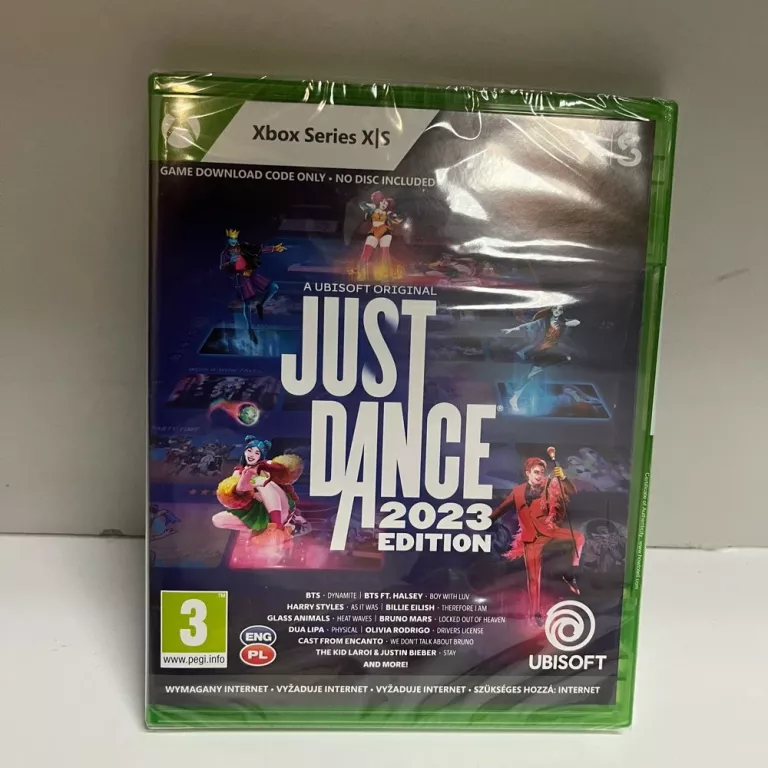 Xbox Series X|S
GAME DOWNLOAD CODE ONLY • NO DISC INCLUDED
A UBISOFT ORIGINAL
JUST
DANCE®
2023
EDITION
BTS - DYNAMITE | BTS FT. HALSEY - BOY WITH LUV
HARRY STYLES - AS IT WAS | BILLIE EILISH - THEREFORE I AM
GLASS ANIMALS - HEAT WAVES | BRUNO MARS - LOCKED OUT OF HEAVEN
DUA LIPA - PHYSICAL | OLIVIA RODRIGO - DRIVERS LICENSE
CAST FROM ENCANTO - WE DON'T TALK ABOUT BRUNO
THE KID LAROI & JUSTIN BIEBER - STAY
AND MORE!
3
www.pegi.info
ENG
PL
UBISOFT
WYMAGANY INTERNET • VYŽADUJE INTERNET • VYŽADUJE INTERNET • SZÜKSÉGES HOZZÁ: INTERNET